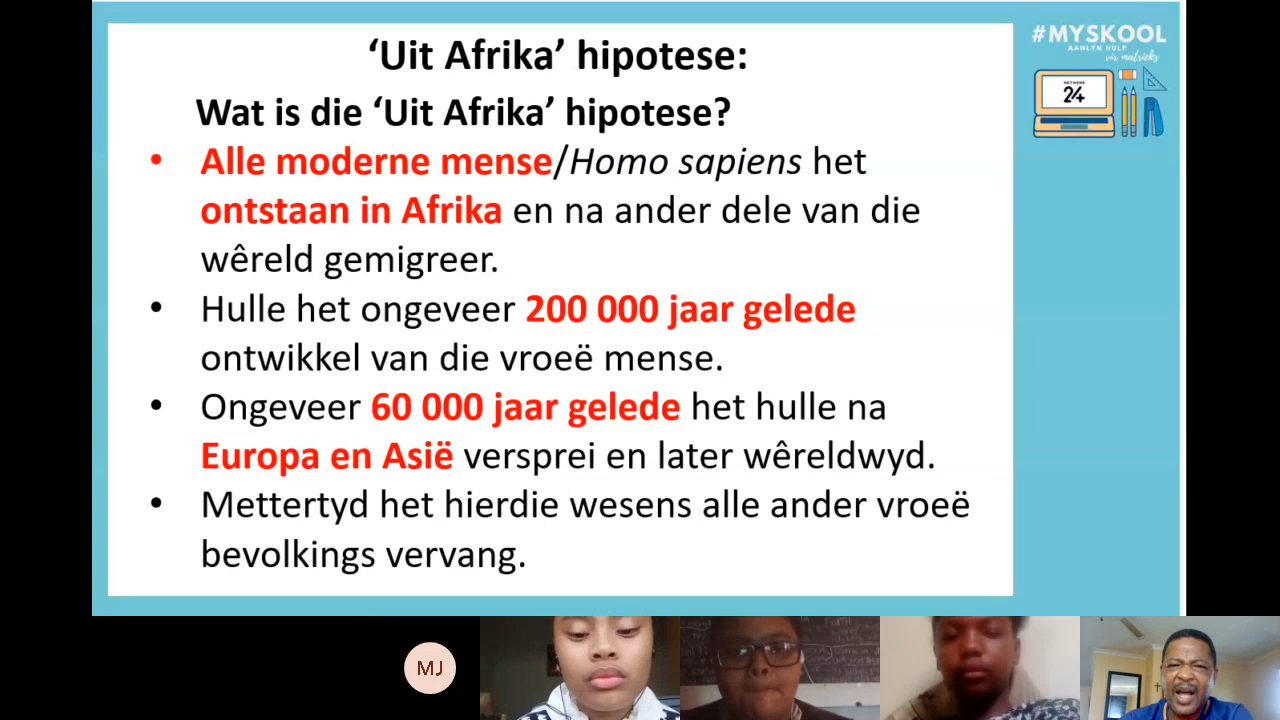 ‘Uit Afrika’ hipotese:
Wat is die ‘Uit Afrika’ hipotese?
• Alle moderne mense/Homo sapiens het
ontstaan in Afrika en na ander dele van die
wêreld gemigreer.
• Hulle het ongeveer 200 000 jaar gelede
ontwikkel van die vroeë mense.
• Ongeveer 60 000 jaar gelede het hulle na
Europa en Asië versprei en later wêreldwyd.
• Mettertyd het hierdie wesens alle ander vroeë
bevolkings vervang.
#MYSKOOL
AANLYN HULP
vir matrieks
NETWERK
24
MJ